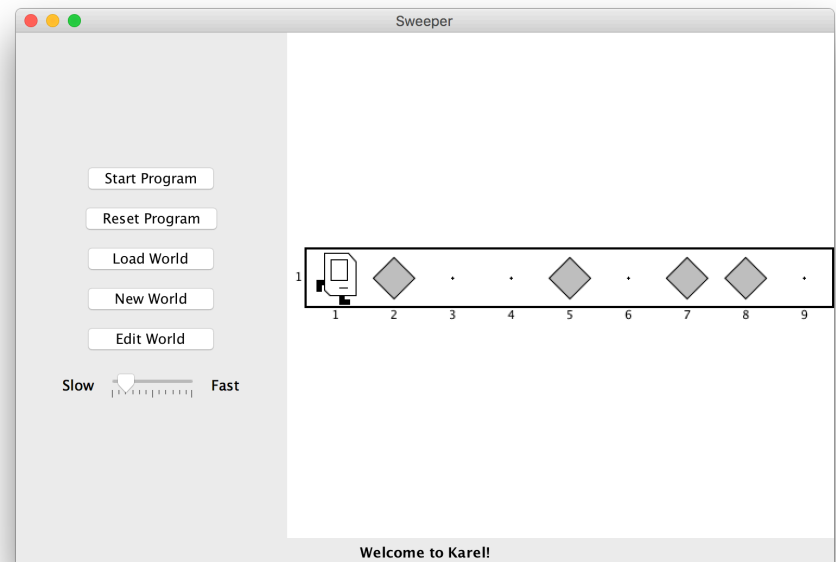 Sweeper
Start Program
Reset Program
Load World
New World
Edit World
Slow Fast
1
1 2 3 4 5 6 7 8 9
Welcome to Karel!